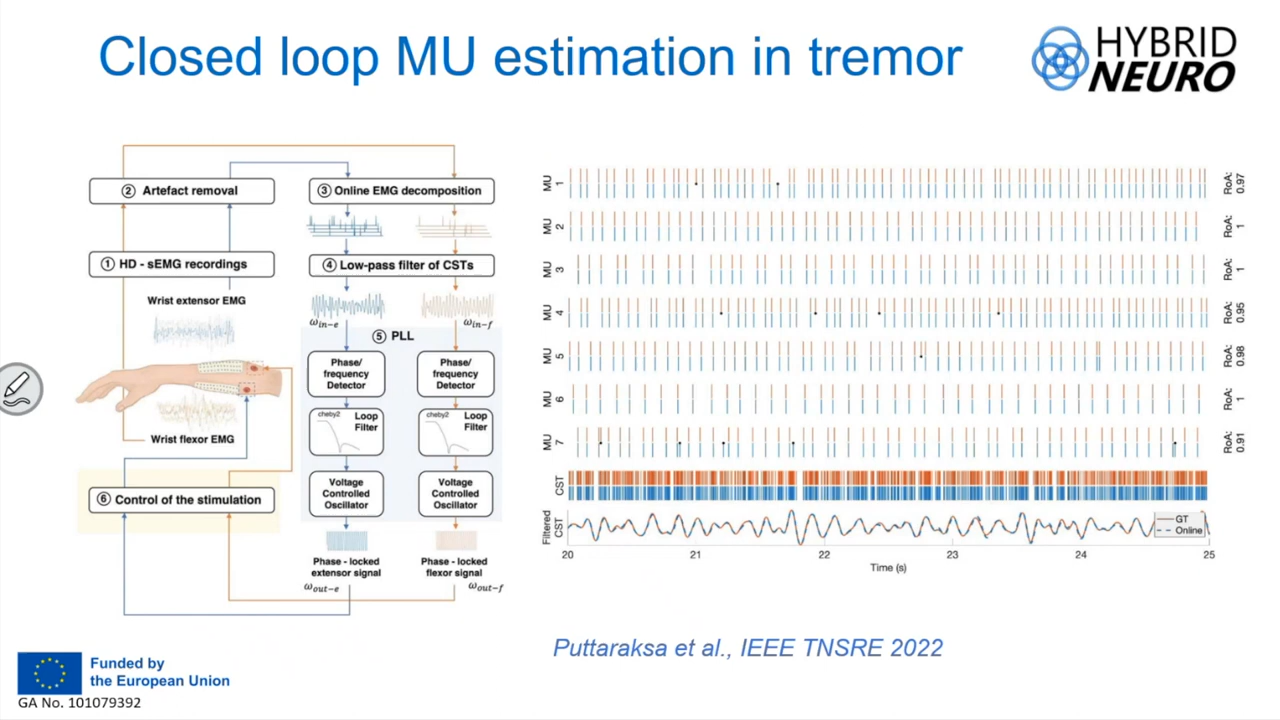 Closed loop MU estimation in tremor
HYBRID
NEURO
② Artefact removal
③ Online EMG decomposition
① HD - sEMG recordings
④ Low-pass filter of CSTs
Wrist extensor EMG
ω_in-e
ω_in-f
⑤ PLL
Phase/
frequency
Detector
Phase/
frequency
Detector
cheby2
Loop
Filter
cheby2
Loop
Filter
Wrist flexor EMG
⑥ Control of the stimulation
Voltage
Controlled
Oscillator
Voltage
Controlled
Oscillator
Phase - locked
extensor signal
Phase - locked
flexor signal
ω_out-e
ω_out-f
MU
1
RoA:
0.97
MU
2
RoA:
1
MU
3
RoA:
1
MU
4
RoA:
0.95
MU
5
RoA:
0.98
MU
6
RoA:
1
MU
7
RoA:
0.91
CST
Filtered
CST
GT
Online
20 21 22 23 24 25
Time (s)
Puttaraksa et al., IEEE TNSRE 2022
Funded by
the European Union
GA No. 101079392